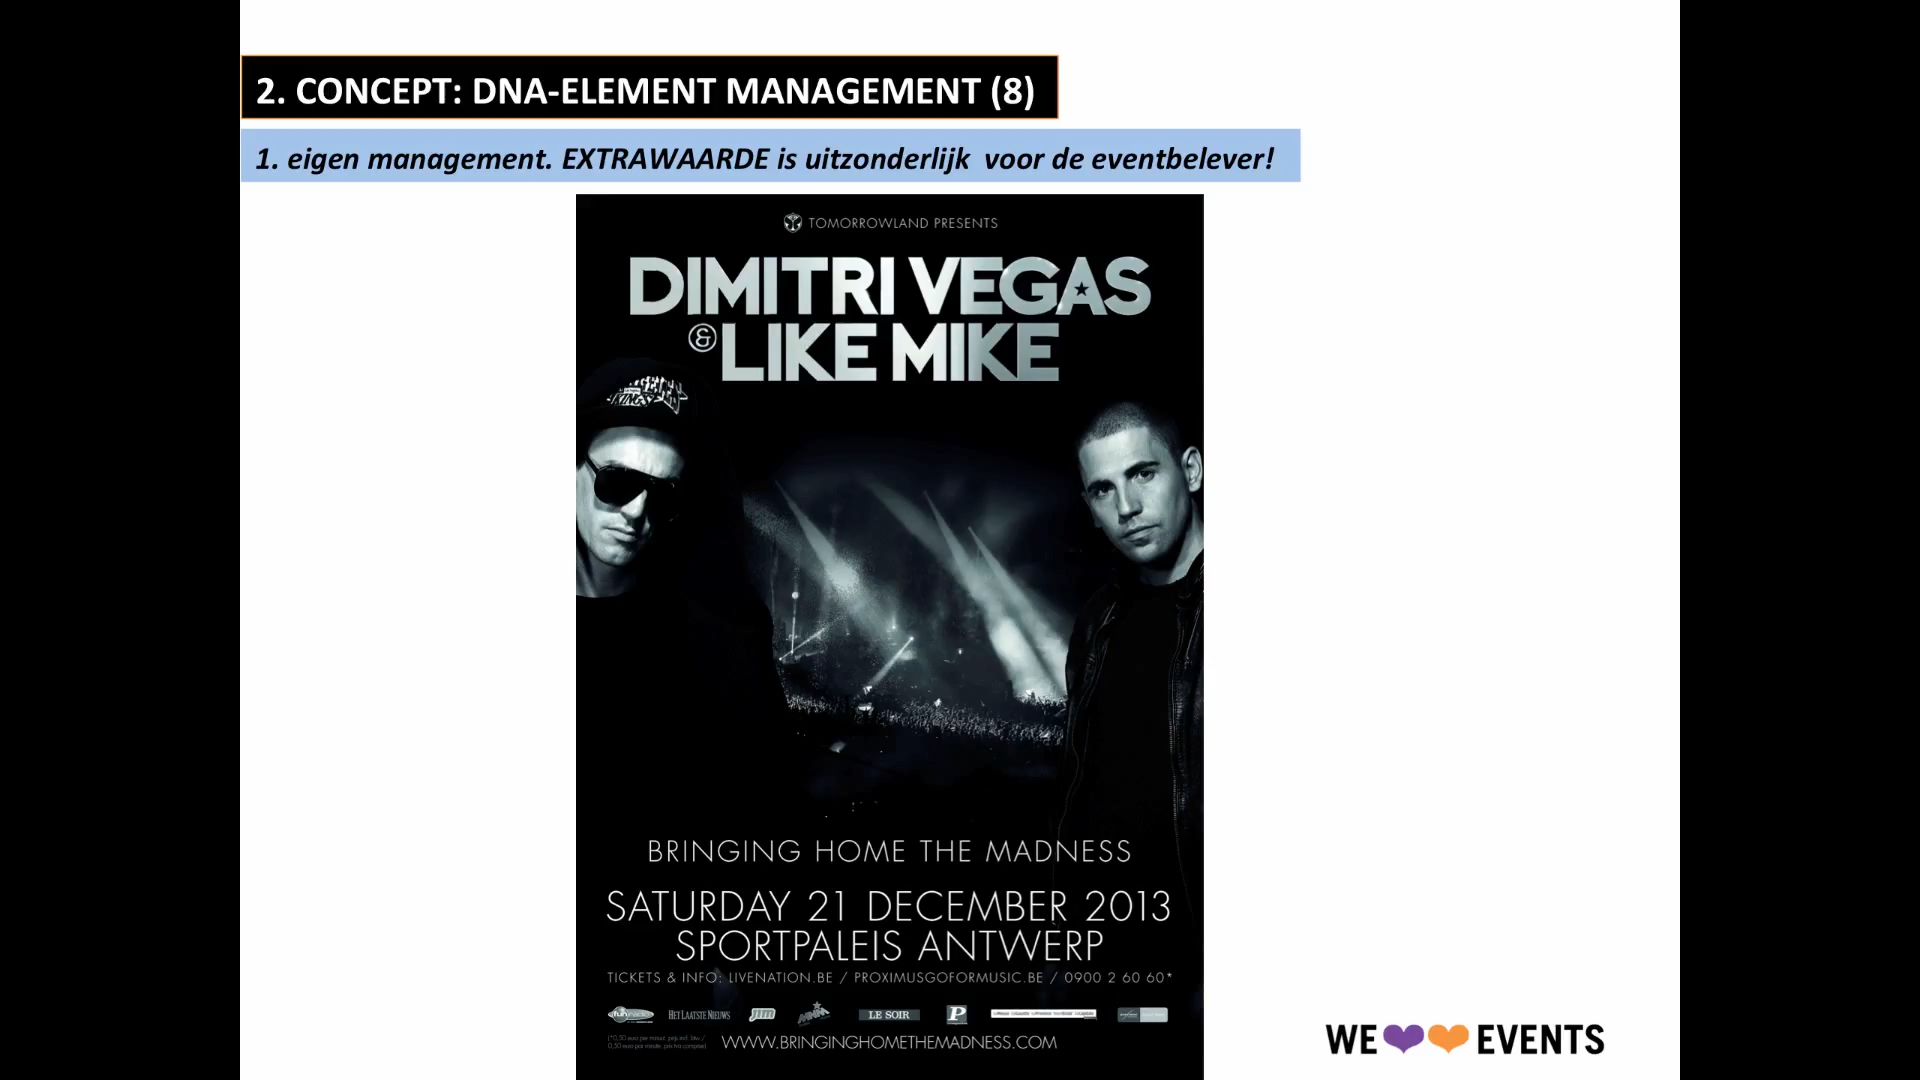 2. CONCEPT: DNA-ELEMENT MANAGEMENT (8)
1. eigen management. EXTRAWAARDE is uitzonderlijk voor de eventbelever!
TOMORROWLAND PRESENTS
DIMITRI VEGAS
& LIKE MIKE
BRINGING HOME THE MADNESS
SATURDAY 21 DECEMBER 2013
SPORTPALEIS ANTWERP
TICKETS & INFO: LIVENATION.BE / PROXIMUSGOFORMUSIC.BE / 0900 2 60 60*
HET LAATSTE NIEUWS jim MNM LE SOIR P
WWW.BRINGINGHOMETHEMADNESS.COM
WE EVENTS